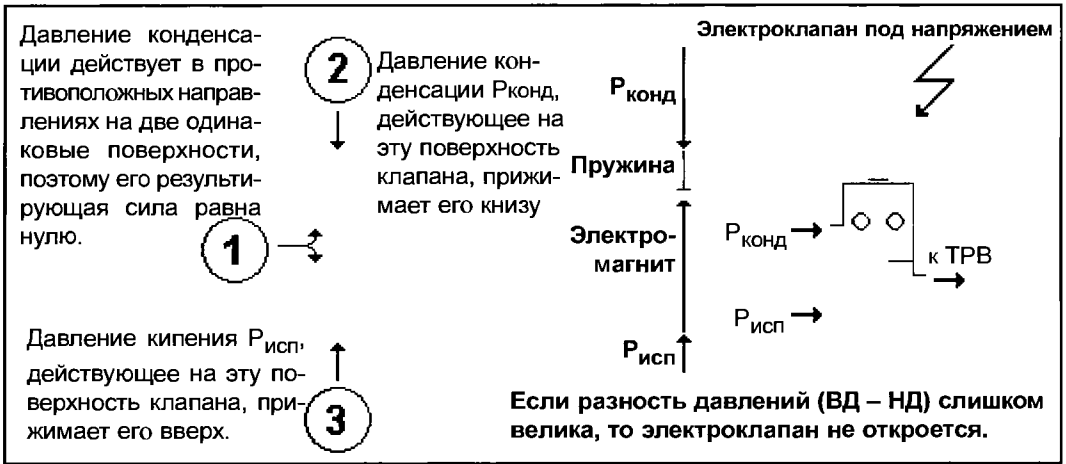 Давление конденса-
ции действует в про-
тивоположных направ-
лениях на две одина-
ковые поверхности,
поэтому его результи-
рующая сила равна
нулю.
1
2
Давление кон-
денсации Рконд,
действующее на
эту поверхность
клапана, прижи-
мает его книзу
Давление кипения Рисп,
действующее на эту по-
верхность клапана, при-
жимает его вверх.
3
Рконд
Пружина
Электро-
магнит
Рисп
Электроклапан под напряжением
Рконд
к ТРВ
Рисп
Если разность давлений (ВД – НД) слишком
велика, то электроклапан не откроется.